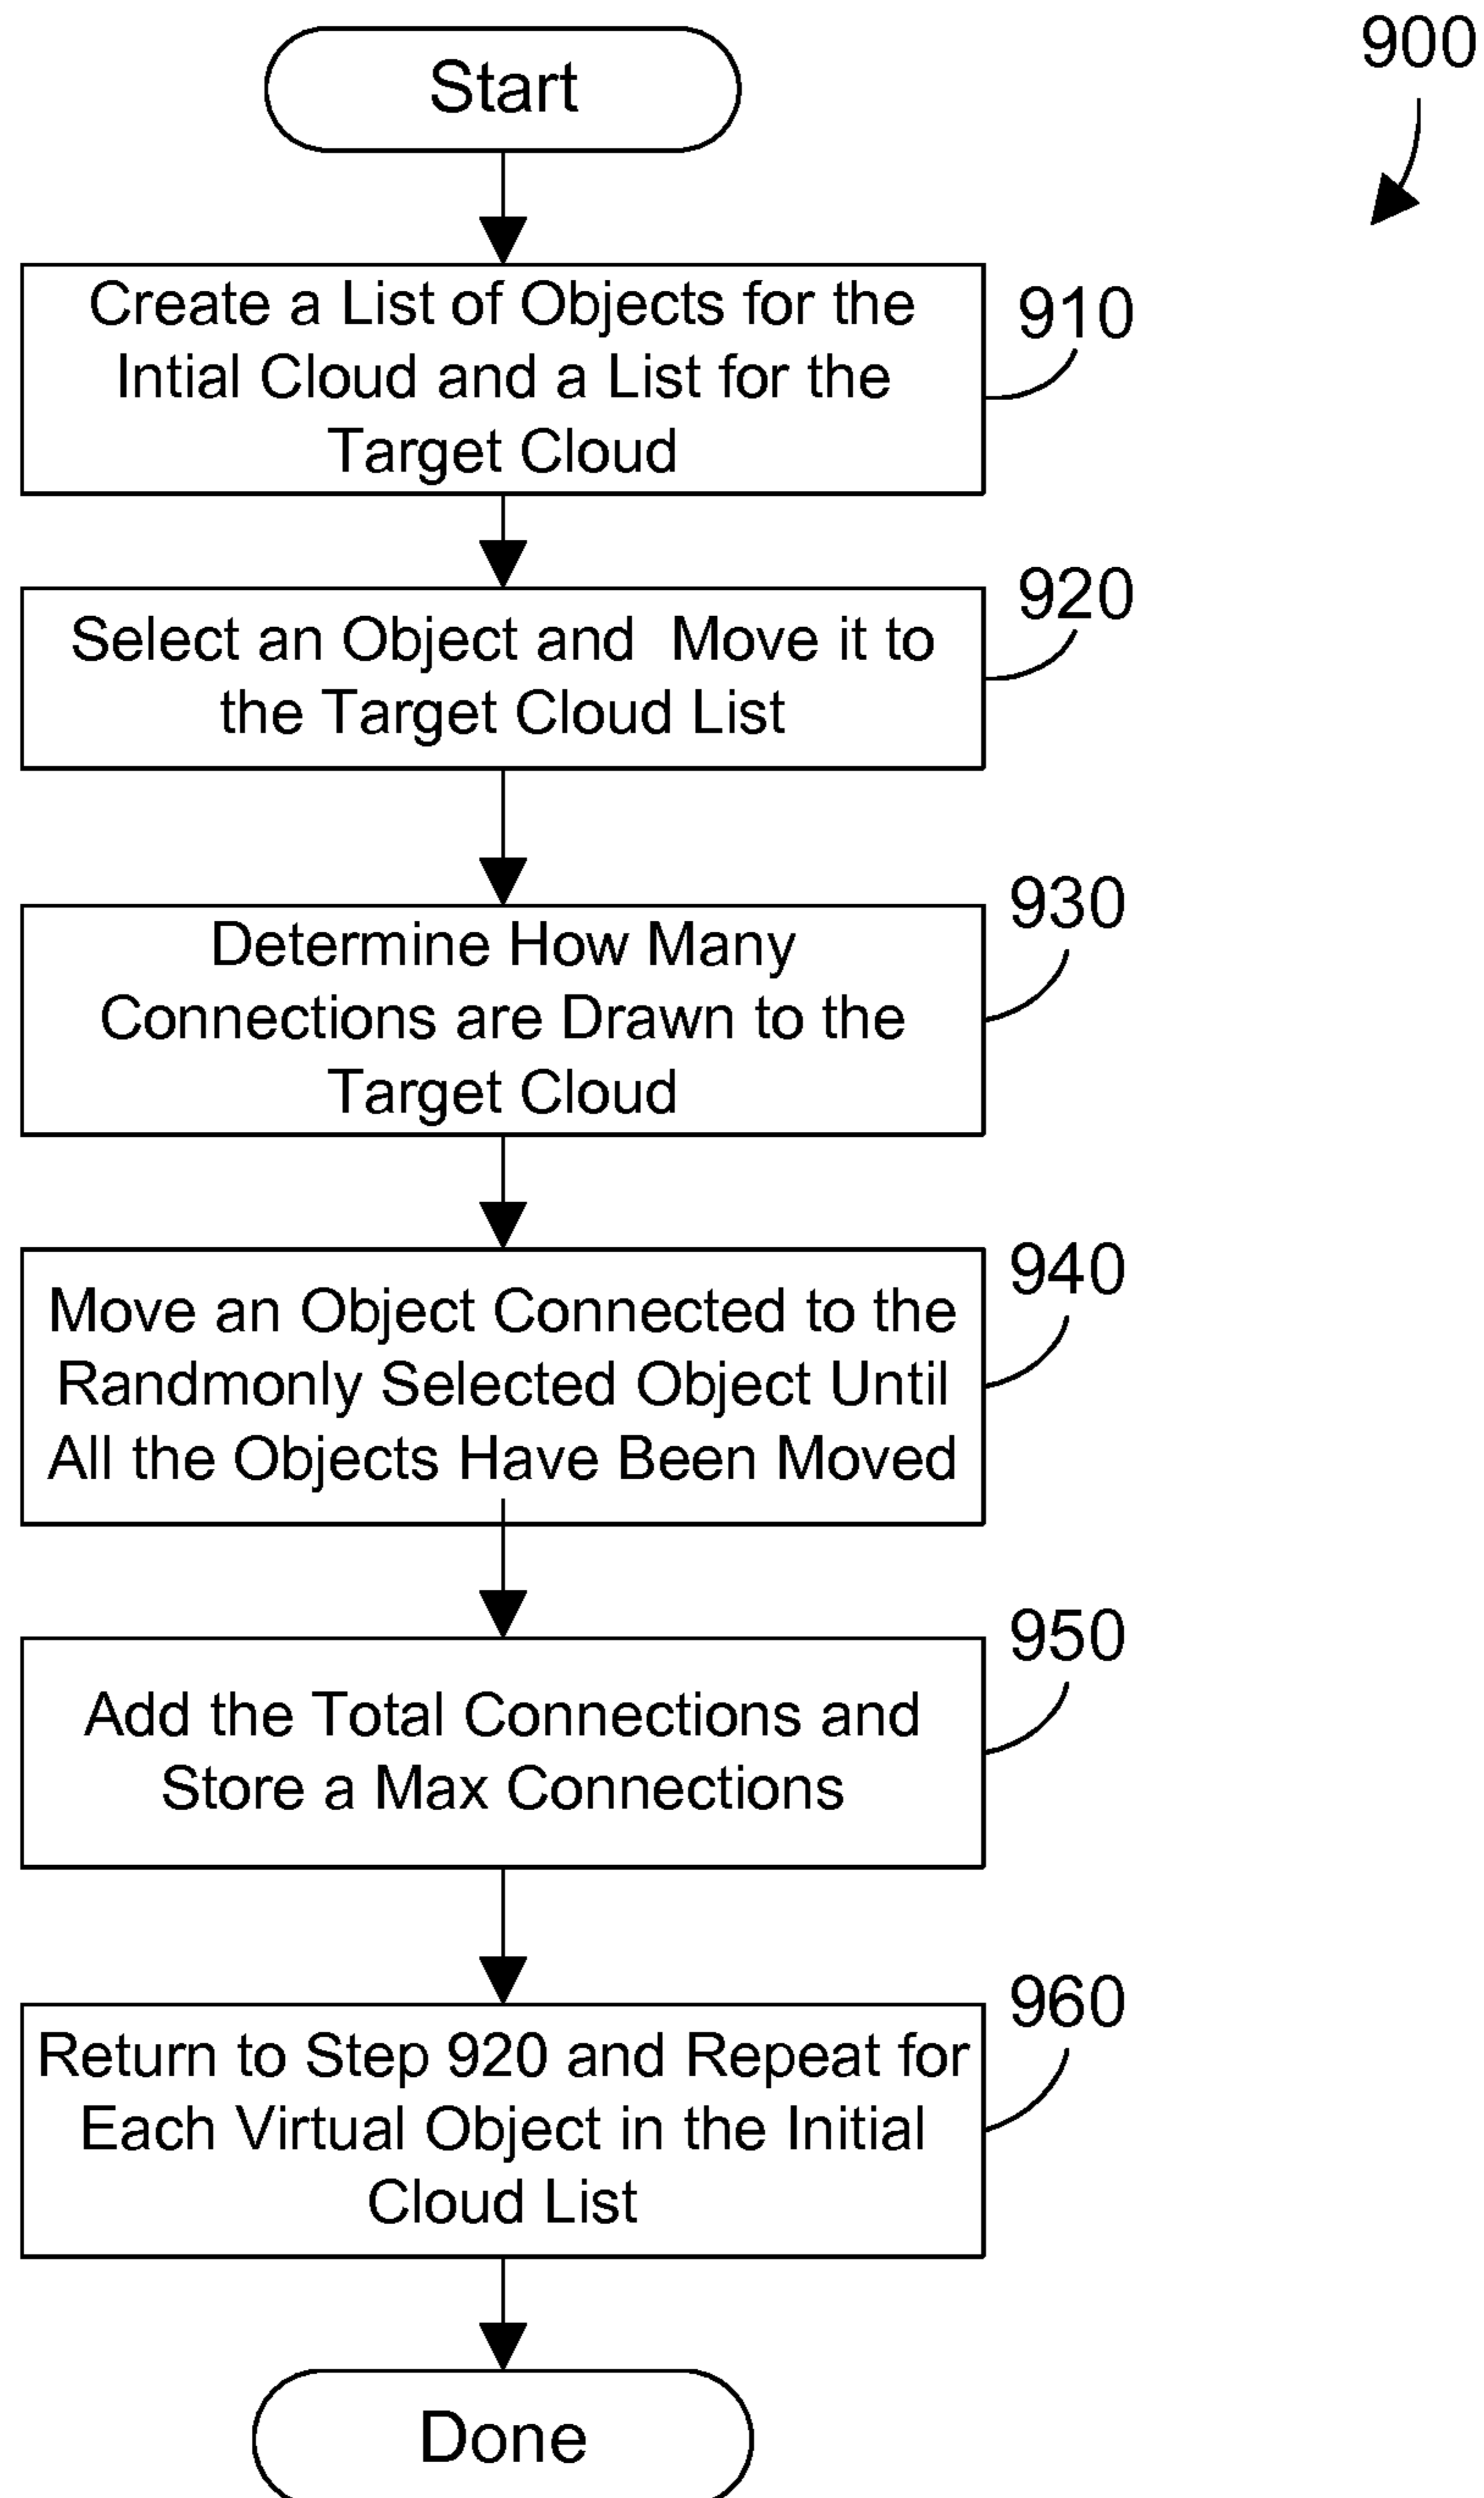 900
Start
Create a List of Objects for the
Intial Cloud and a List for the
Target Cloud
910
Select an Object and Move it to
the Target Cloud List
920
Determine How Many
Connections are Drawn to the
Target Cloud
930
Move an Object Connected to the
Randmonly Selected Object Until
All the Objects Have Been Moved
940
Add the Total Connections and
Store a Max Connections
950
Return to Step 920 and Repeat for
Each Virtual Object in the Initial
Cloud List
960
Done